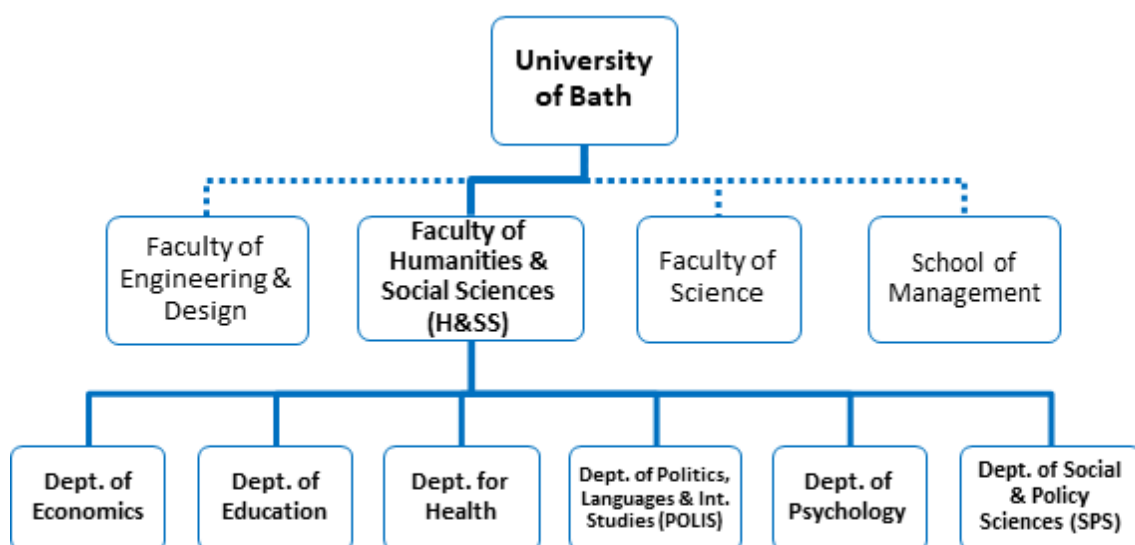 University
of Bath
Faculty of
Engineering &
Design
Faculty of
Humanities &
Social Sciences
(H&SS)
Faculty of
Science
School of
Management
Dept. of
Economics
Dept. of
Education
Dept. for
Health
Dept. of Politics,
Languages & Int.
Studies (POLIS)
Dept. of
Psychology
Dept. of Social
& Policy
Sciences (SPS)